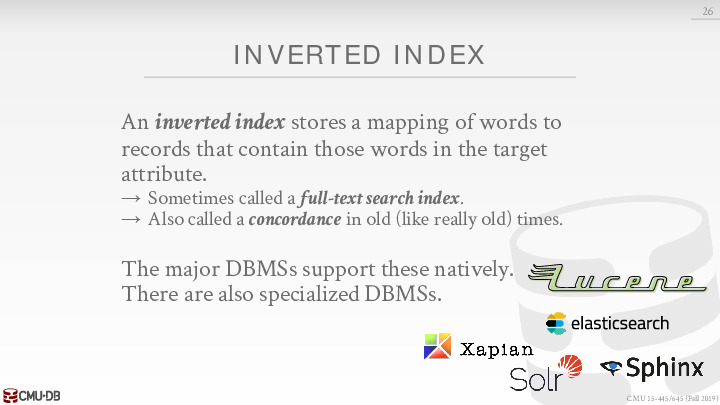 26
INVERTED INDEX
An inverted index stores a mapping of words to
records that contain those words in the target
attribute.
→ Sometimes called a full-text search index.
→ Also called a concordance in old (like really old) times.
The major DBMSs support these natively.
There are also specialized DBMSs.
Lucene
elasticsearch
Xapian
Solr
Sphinx
CMU·DB
CMU 15-445/645 (Fall 2019)